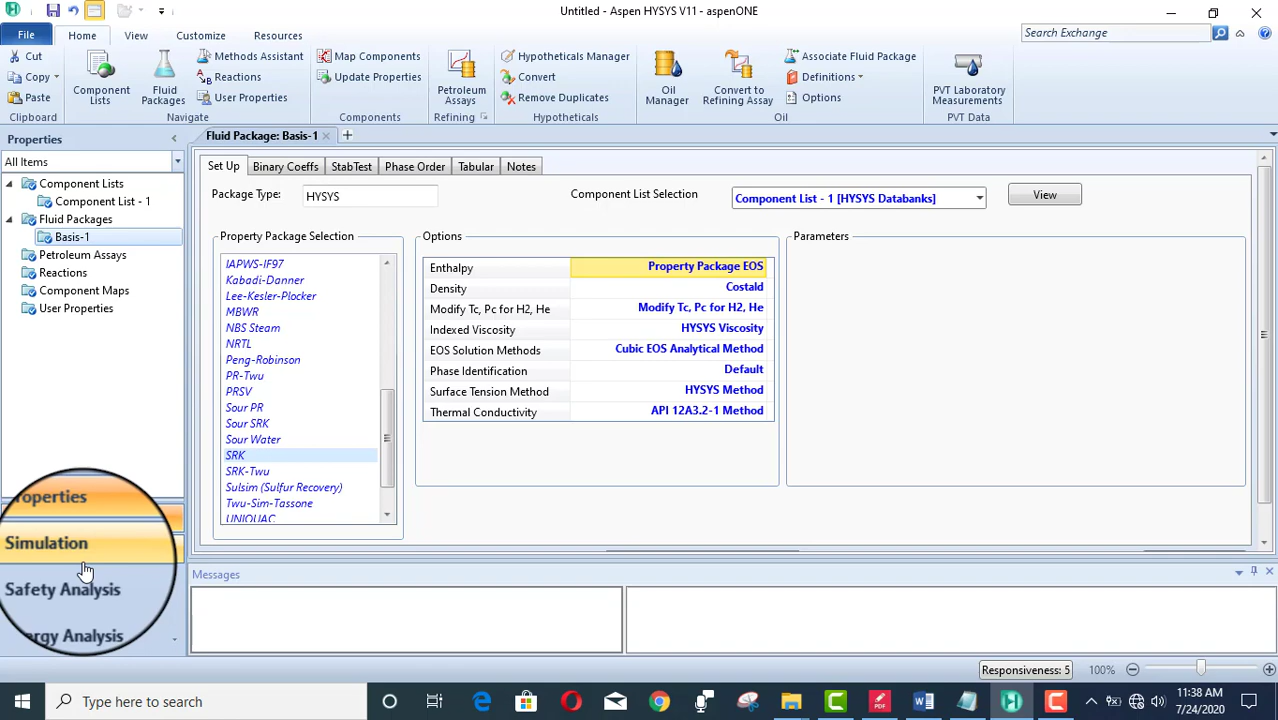 Untitled - Aspen HYSYS V11 - aspenONE
File Home View Customize Resources
Search Exchange
Cut
Copy
Paste
Clipboard
Component Lists
Fluid Packages
Methods Assistant
Reactions
User Properties
Navigate
Map Components
Update Properties
Components
Petroleum Assays
Refining
Hypotheticals Manager
Convert
Remove Duplicates
Hypotheticals
Oil Manager
Convert to Refining Assay
Associate Fluid Package
Definitions
Options
Oil
PVT Laboratory Measurements
PVT Data
Properties
All Items
Component Lists
Component List - 1
Fluid Packages
Basis-1
Petroleum Assays
Reactions
Component Maps
User Properties
Fluid Package: Basis-1
Set Up Binary Coeffs StabTest Phase Order Tabular Notes
Package Type: HYSYS
Component List Selection Component List - 1 [HYSYS Databanks] View
Property Package Selection
IAPWS-IF97
Kabadi-Danner
Lee-Kesler-Plocker
MBWR
NBS Steam
NRTL
Peng-Robinson
PR-Twu
PRSV
Sour PR
Sour SRK
Sour Water
SRK
SRK-Twu
Sulsim (Sulfur Recovery)
Twu-Sim-Tassone
UNIQUAC
Options
Enthalpy Property Package EOS
Density Costald
Modify Tc, Pc for H2, He Modify Tc, Pc for H2, He
Indexed Viscosity HYSYS Viscosity
EOS Solution Methods Cubic EOS Analytical Method
Phase Identification Default
Surface Tension Method HYSYS Method
Thermal Conductivity API 12A3.2-1 Method
Parameters
roperties
Simulation
Safety Analysis
ergy Analysis
Messages
Responsiveness: 5 100%
Type here to search
11:38 AM
7/24/2020